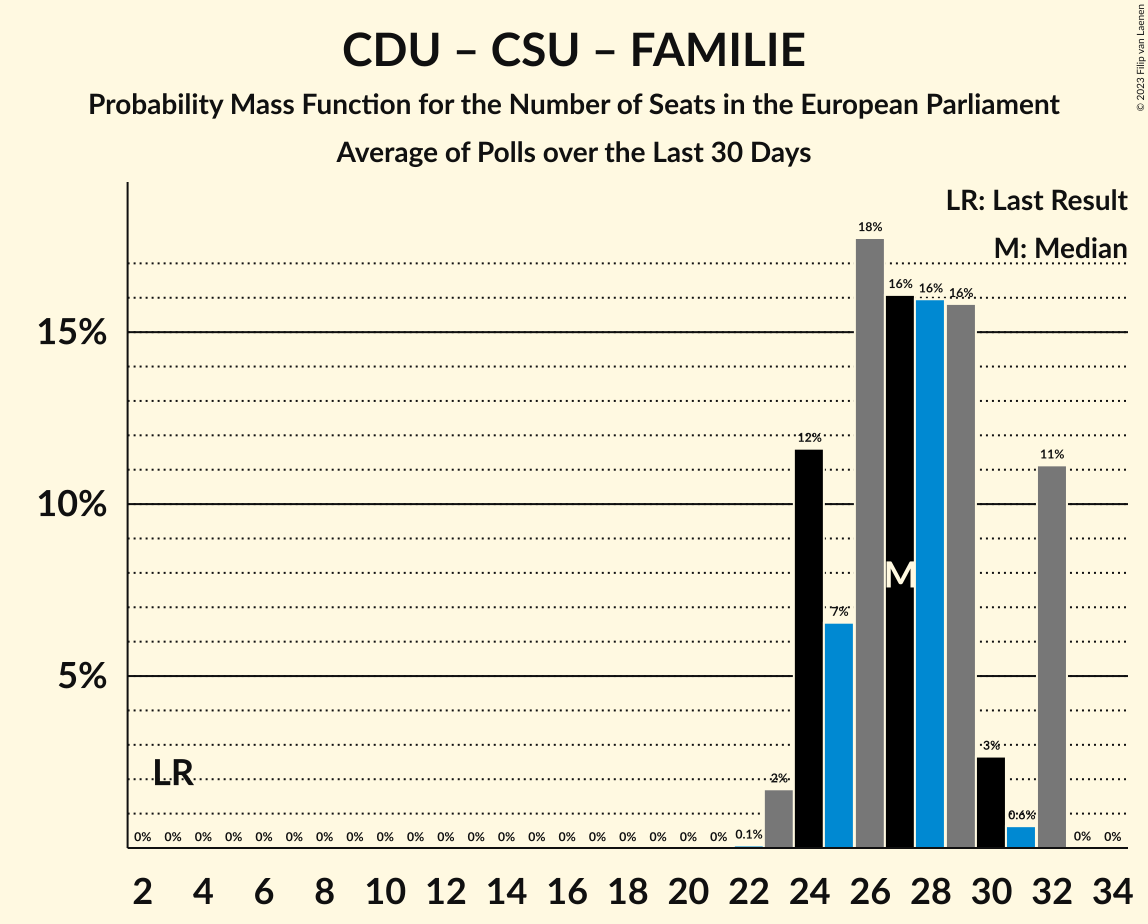 CDU – CSU – FAMILIE
Probability Mass Function for the Number of Seats in the European Parliament
Average of Polls over the Last 30 Days
© 2023 Filip van Laenen
LR: Last Result
M: Median
18%
16% 16% 16%
15%
12%
11%
10%
M
7%
5%
3%
LR
2%
0.6%
0% 0% 0% 0% 0% 0% 0% 0% 0% 0% 0% 0% 0% 0% 0% 0% 0% 0% 0% 0% 0.1% 0% 0%
2 4 6 8 10 12 14 16 18 20 22 24 26 28 30 32 34